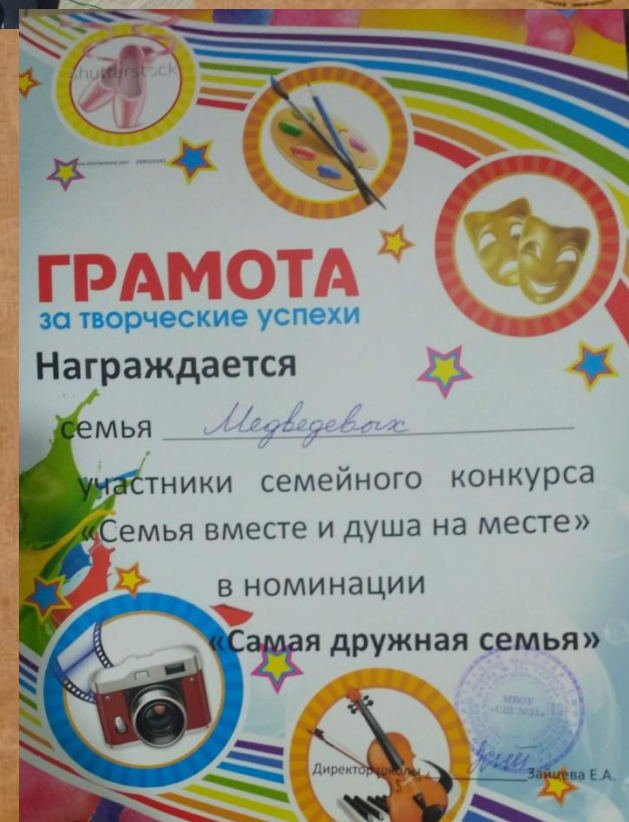 shutterstock
ГРАМОТА
за творческие успехи
Награждается
семья Медведевых
участники семейного конкурса
«Семья вместе и душа на месте»
в номинации
«Самая дружная семья»
МБОУ
Директор школы Зайцева Е.А.